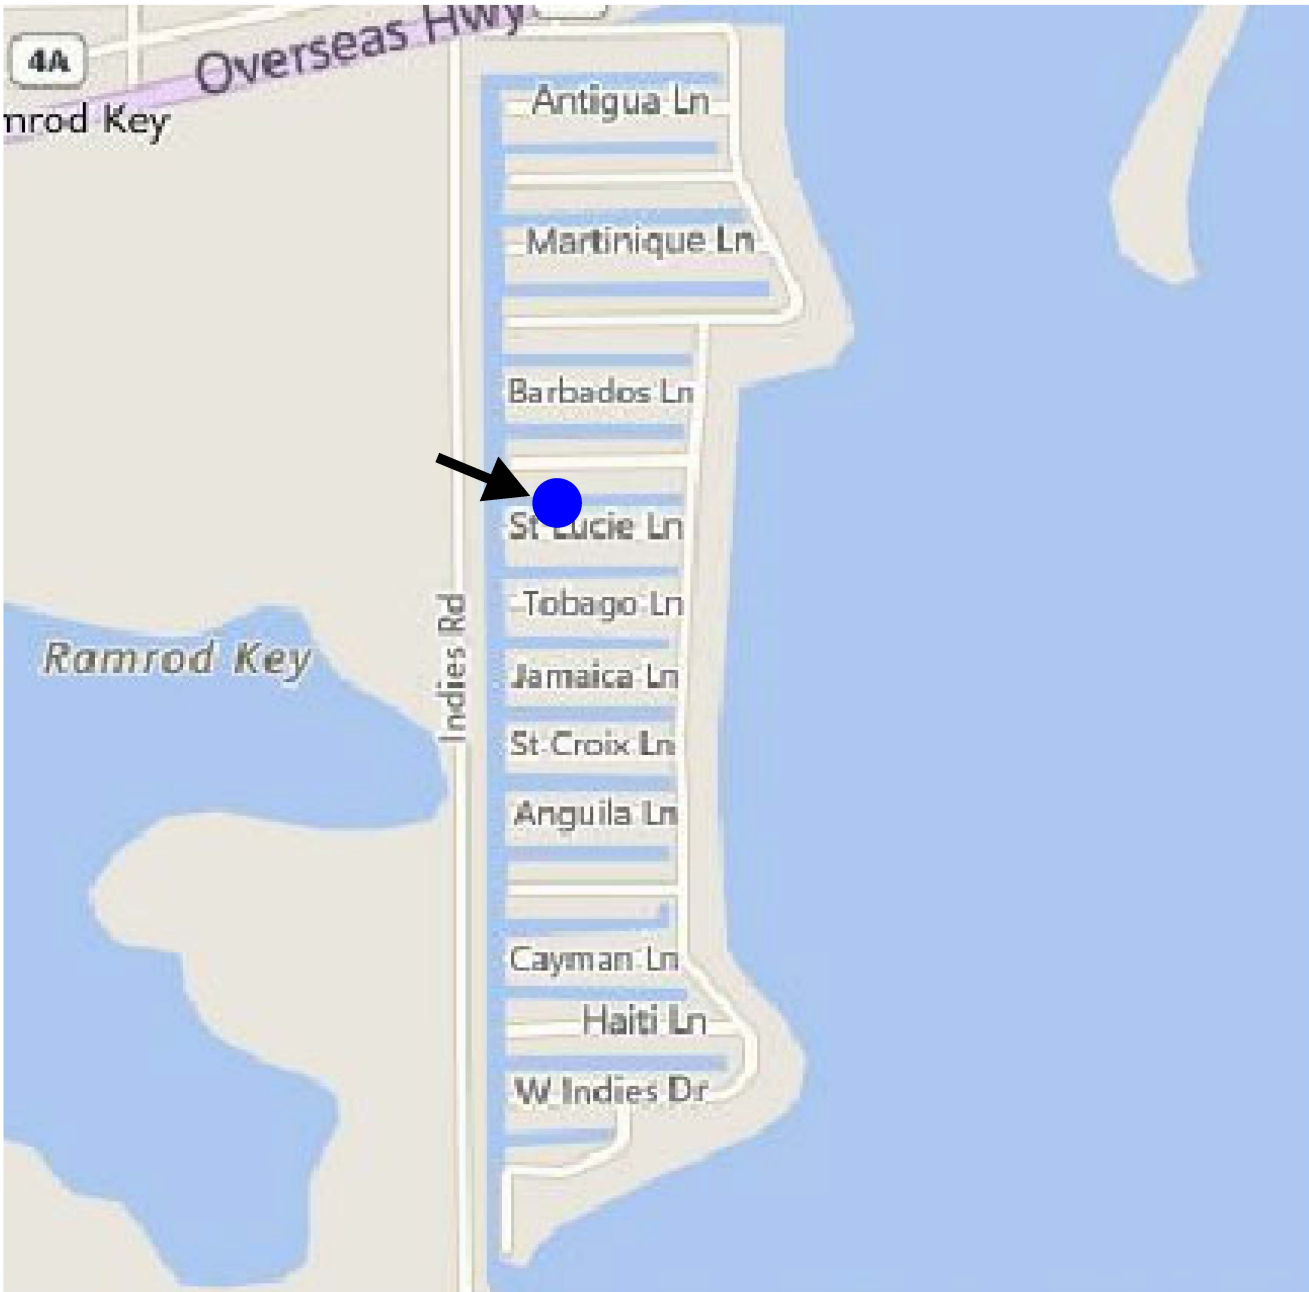 Overseas Hwy
4A
mrod Key
Antigua Ln
Martinique Ln
Barbados Ln
St Lucie Ln
Tobago Ln
Indies Rd
Ramrod Key
Jamaica Ln
St Croix Ln
Anguila Ln
Cayman Ln
Haiti Ln
W Indies Dr